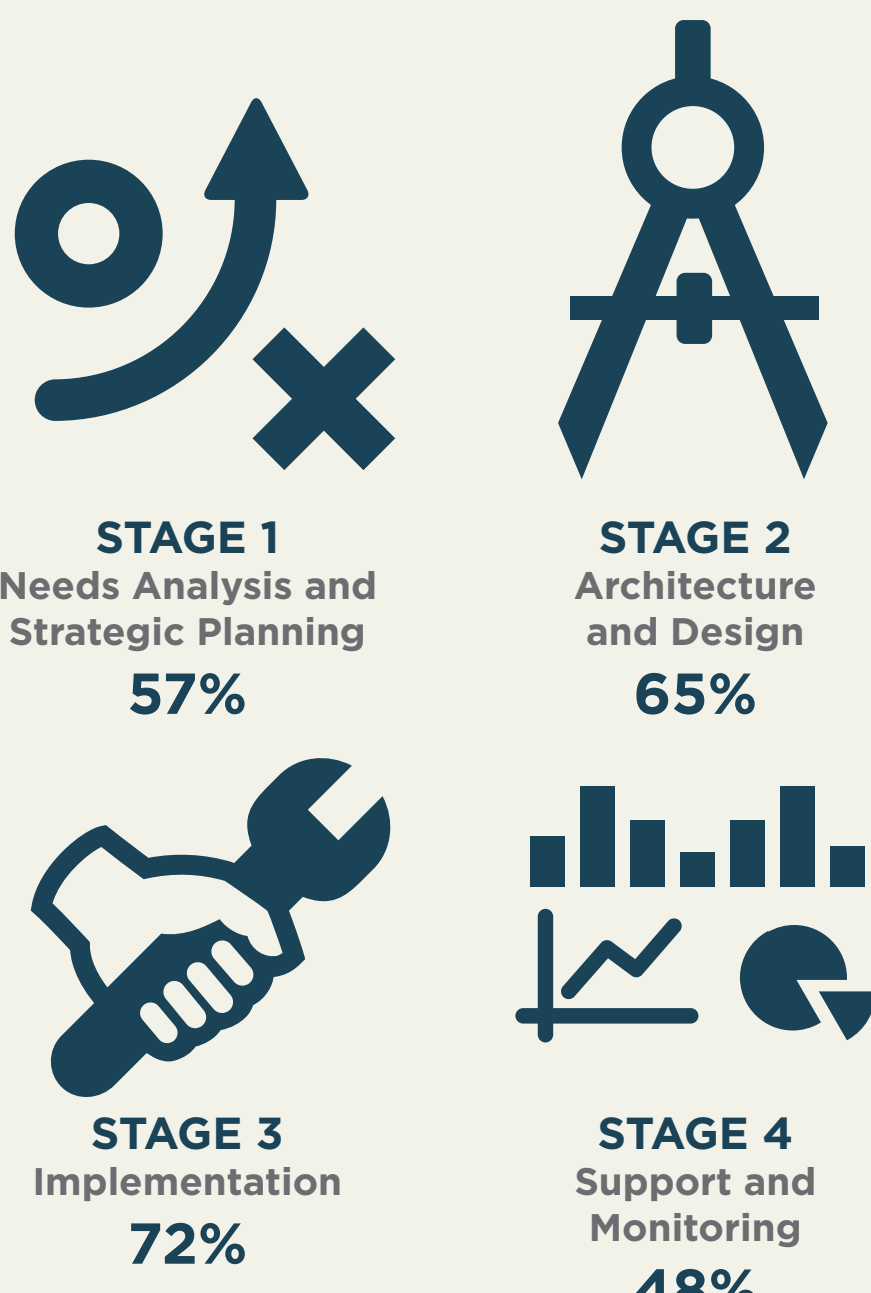 STAGE 1
Needs Analysis and
Strategic Planning
57%
STAGE 2
Architecture
and Design
65%
STAGE 3
Implementation
72%
STAGE 4
Support and
Monitoring
48%